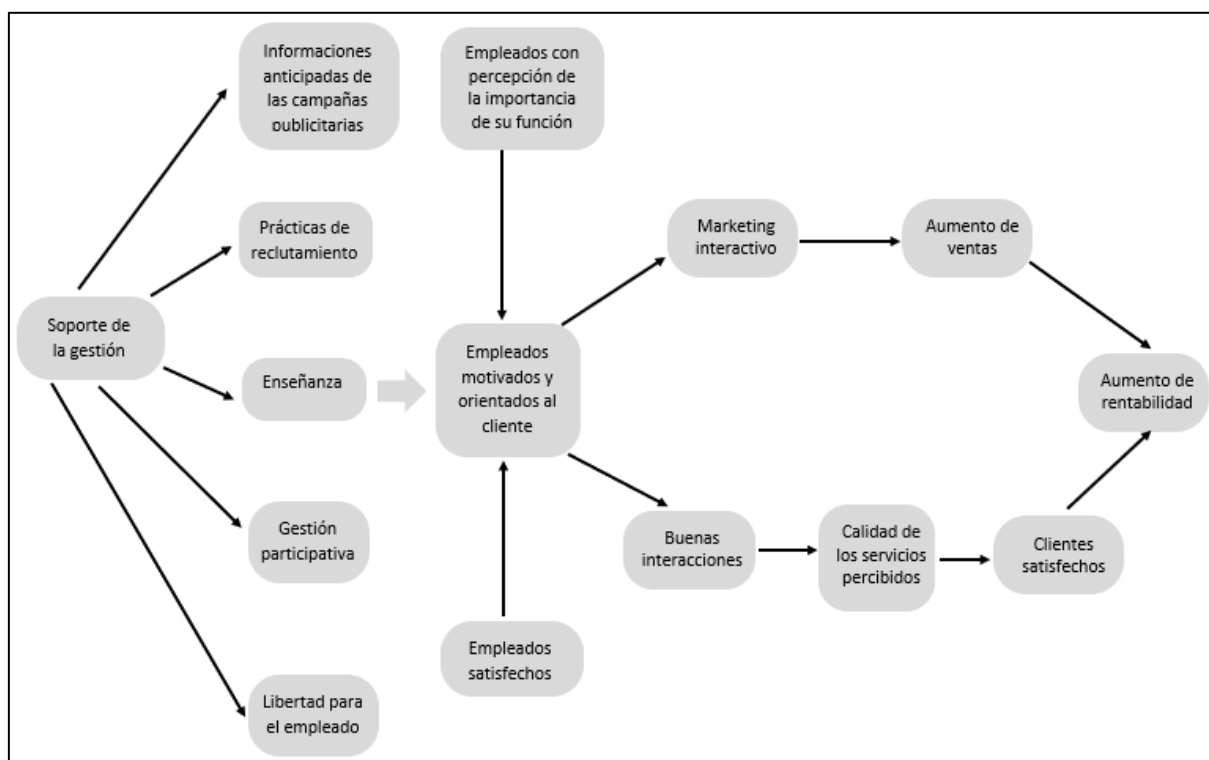 Informaciones
anticipadas de
las campañas
publicitarias
Empleados con
percepción de
la importancia
de su función
Prácticas de
reclutamiento
Marketing
interactivo
Aumento de
ventas
Soporte de
la gestión
Enseñanza
Empleados
motivados y
orientados al
cliente
Aumento de
rentabilidad
Gestión
participativa
Buenas
interacciones
Calidad de
los servicios
percibidos
Clientes
satisfechos
Empleados
satisfechos
Libertad para
el empleado